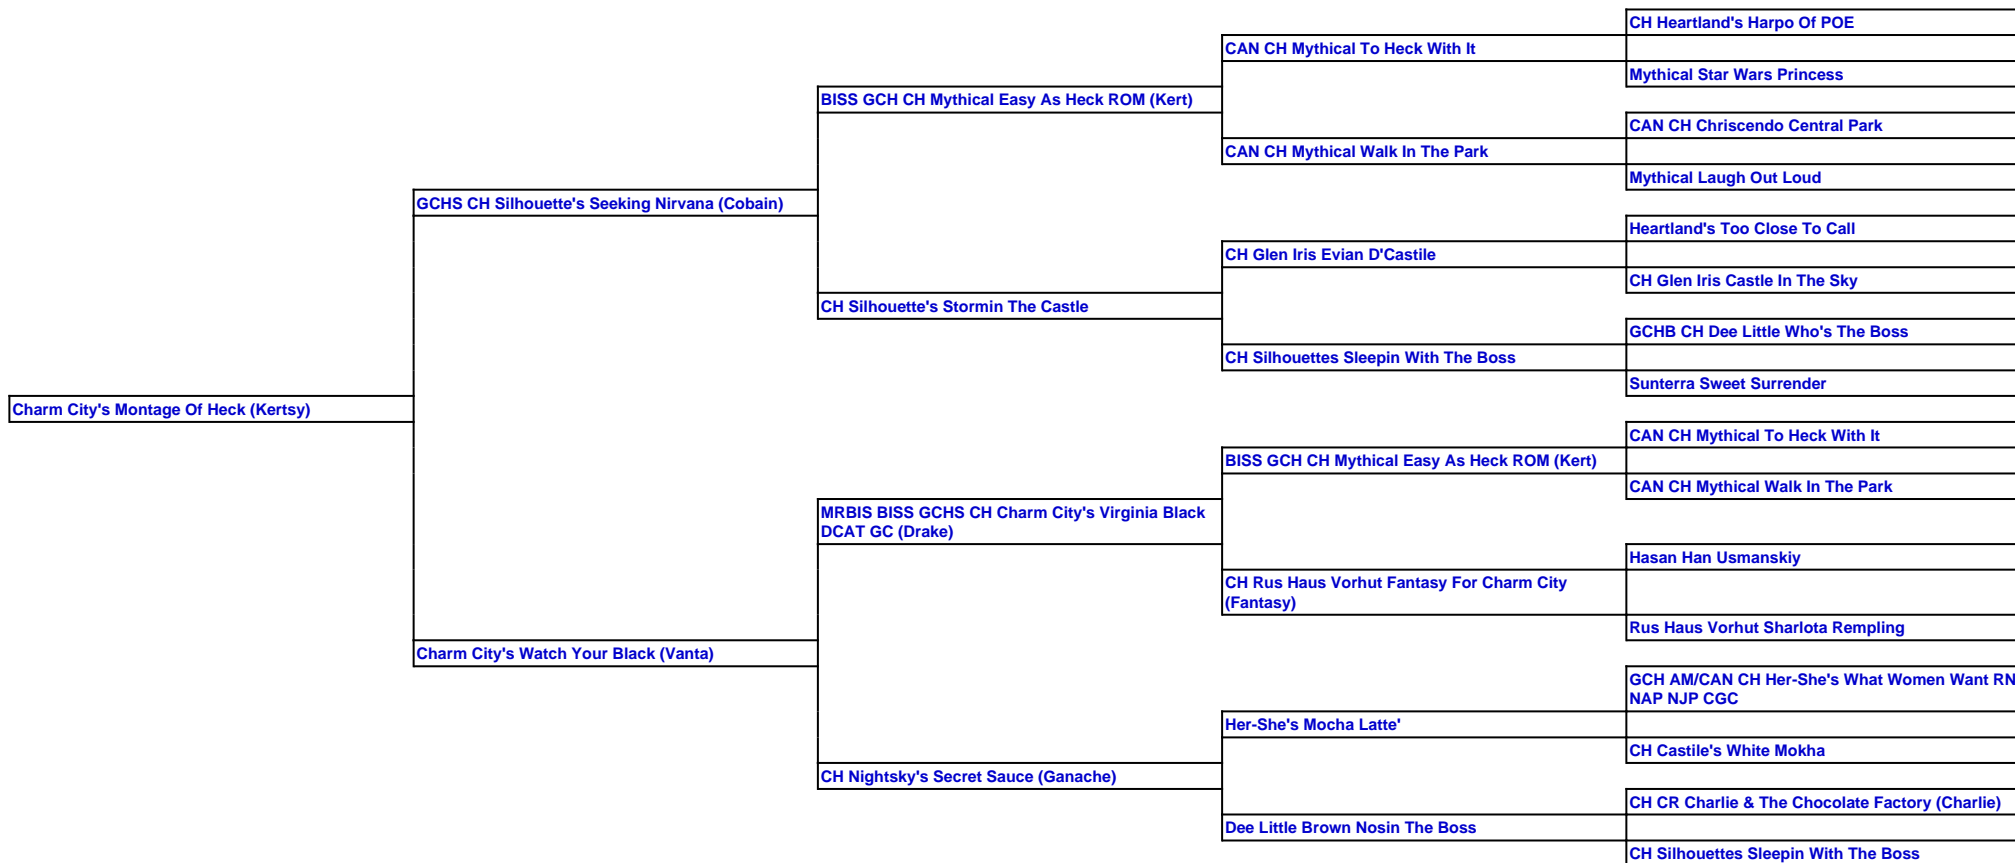 CH Heartland's Harpo Of POE
CAN CH Mythical To Heck With It
Mythical Star Wars Princess
BISS GCH CH Mythical Easy As Heck ROM (Kert)
CAN CH Chriscendo Central Park
CAN CH Mythical Walk In The Park
Mythical Laugh Out Loud
GCHS CH Silhouette's Seeking Nirvana (Cobain)
Heartland's Too Close To Call
CH Glen Iris Evian D'Castile
CH Glen Iris Castle In The Sky
CH Silhouette's Stormin The Castle
GCHB CH Dee Little Who's The Boss
CH Silhouettes Sleepin With The Boss
Sunterra Sweet Surrender
Charm City's Montage Of Heck (Kertsy)
CAN CH Mythical To Heck With It
BISS GCH CH Mythical Easy As Heck ROM (Kert)
CAN CH Mythical Walk In The Park
MRBIS BISS GCHS CH Charm City's Virginia Black
DCAT GC (Drake)
Hasan Han Usmanskiy
CH Rus Haus Vorhut Fantasy For Charm City
(Fantasy)
Rus Haus Vorhut Sharlota Rempling
Charm City's Watch Your Black (Vanta)
GCH AM/CAN CH Her-She's What Women Want RN
NAP NJP CGC
Her-She's Mocha Latte'
CH Castile's White Mokha
CH Nightsky's Secret Sauce (Ganache)
CH CR Charlie & The Chocolate Factory (Charlie)
Dee Little Brown Nosin The Boss
CH Silhouettes Sleepin With The Boss